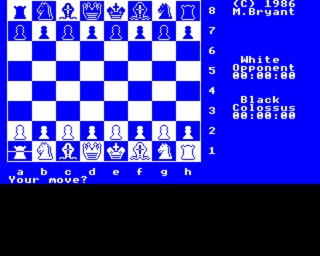 (C) 1986
8 M.Bryant
7
6
White
Opponent
5 00:00:00
4
Black
3 Colossus
00:00:00
2
1
a b c d e f g h
Your move?